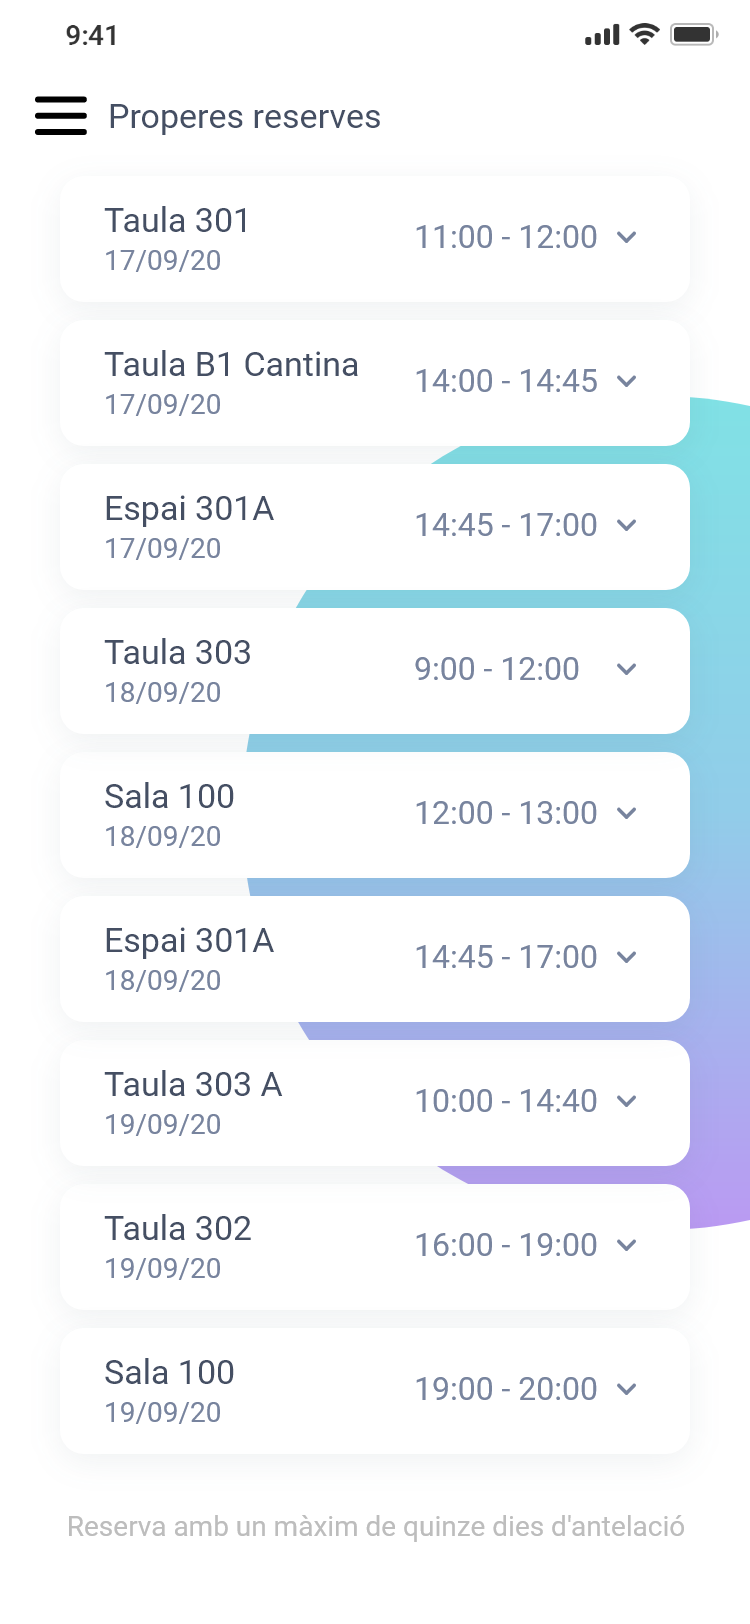 9:41
Properes reserves
Taula 301
17/09/20
11:00 - 12:00
Taula B1 Cantina
17/09/20
14:00 - 14:45
Espai 301A
17/09/20
14:45 - 17:00
Taula 303
18/09/20
9:00 - 12:00
Sala 100
18/09/20
12:00 - 13:00
Espai 301A
18/09/20
14:45 - 17:00
Taula 303 A
19/09/20
10:00 - 14:40
Taula 302
19/09/20
16:00 - 19:00
Sala 100
19/09/20
19:00 - 20:00
Reserva amb un màxim de quinze dies d'antelació